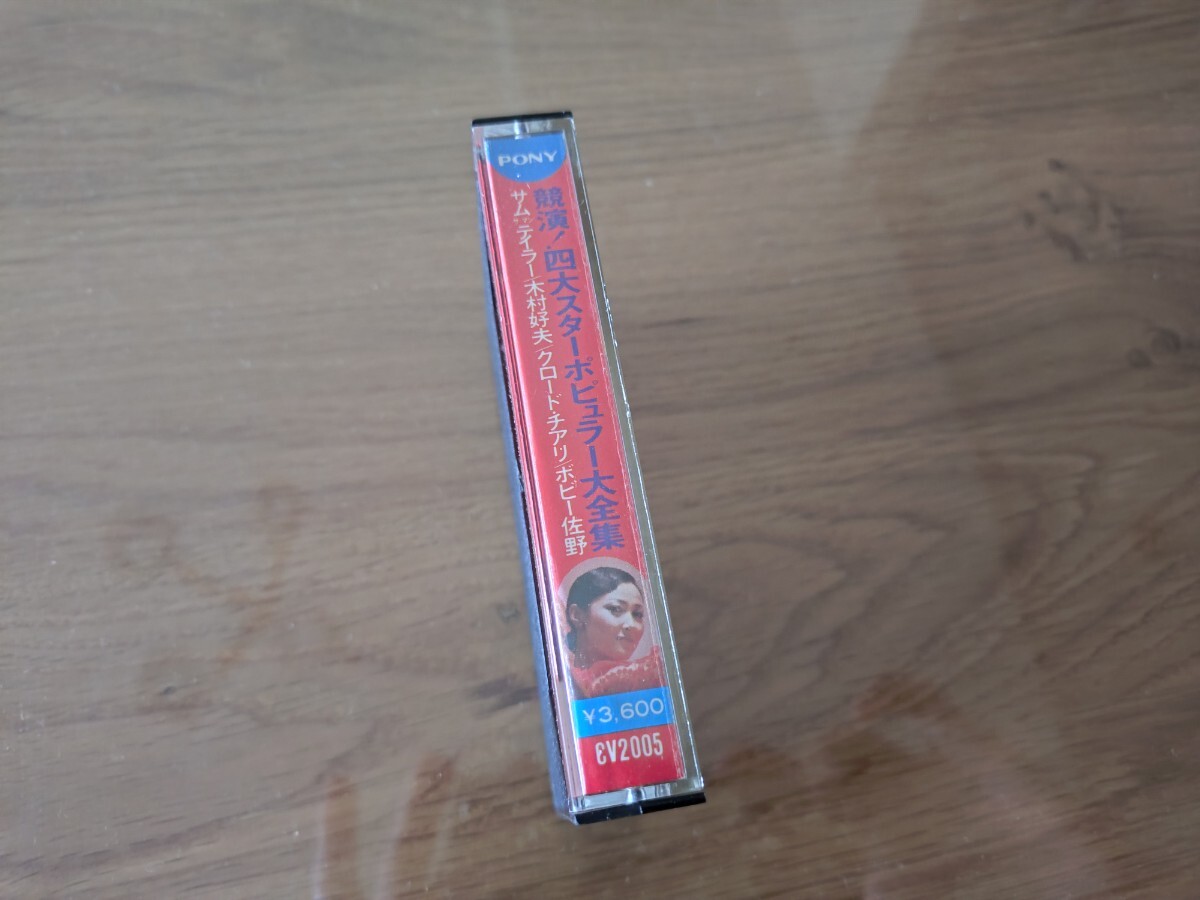 PONY
競演!四大スターポピュラー大全集
サム・テイラー/木村好夫/クロード・チアリ/ボビー佐野
¥3,600
CV2005